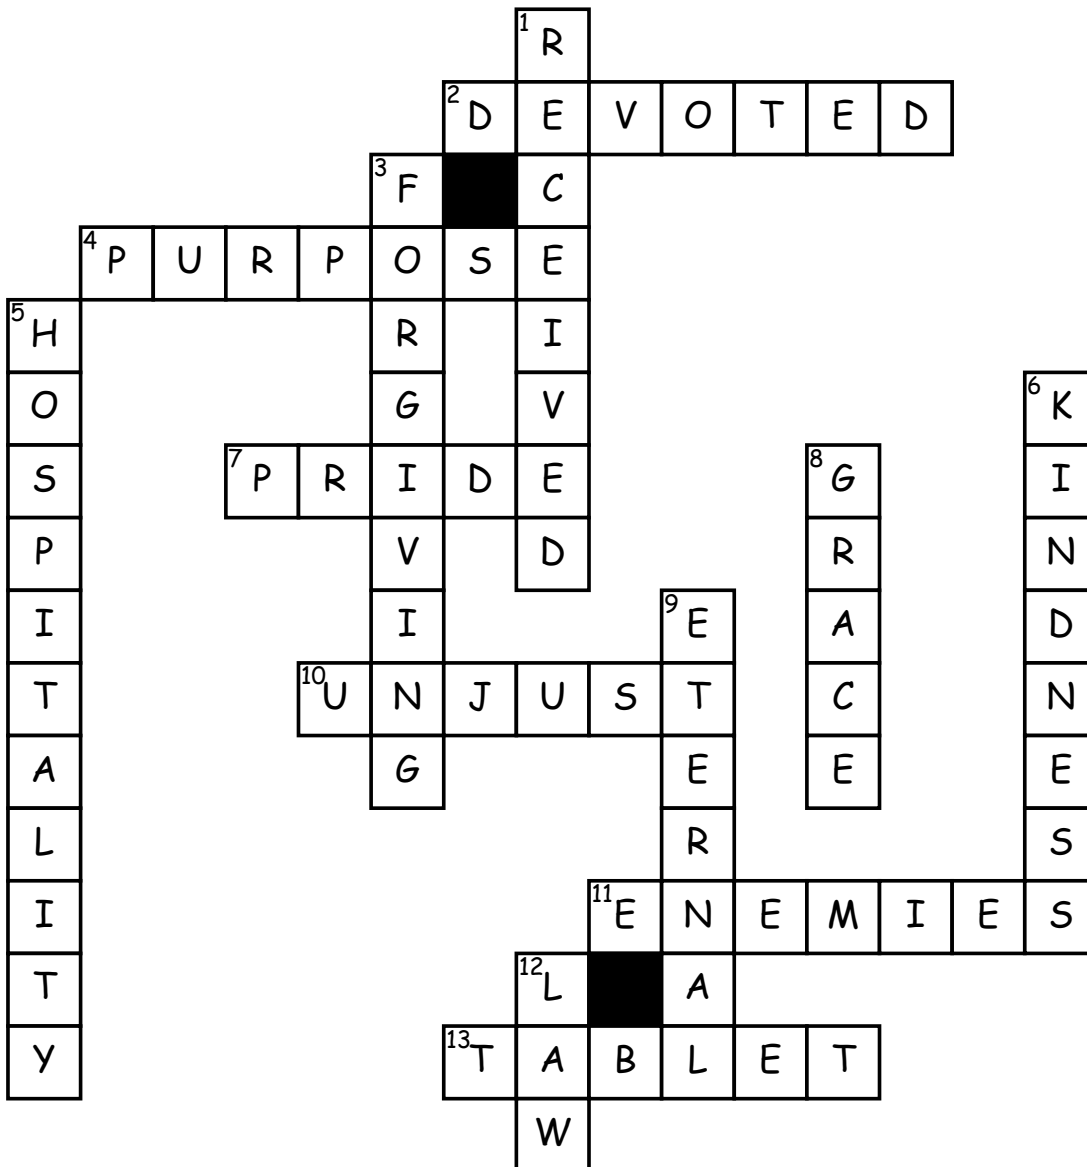 1 R
2 D E V O T E D
3 F C
4 P U R P O S E
5 H R I
O G V 6 K
S 7 P R I D E 8 G I
P V D R N
I I 9 E A D
T 10 U N J U S T C N
A G E E E
L R S
I 11 E N E M I E S
T 12 L A
Y 13 T A B L E T
W